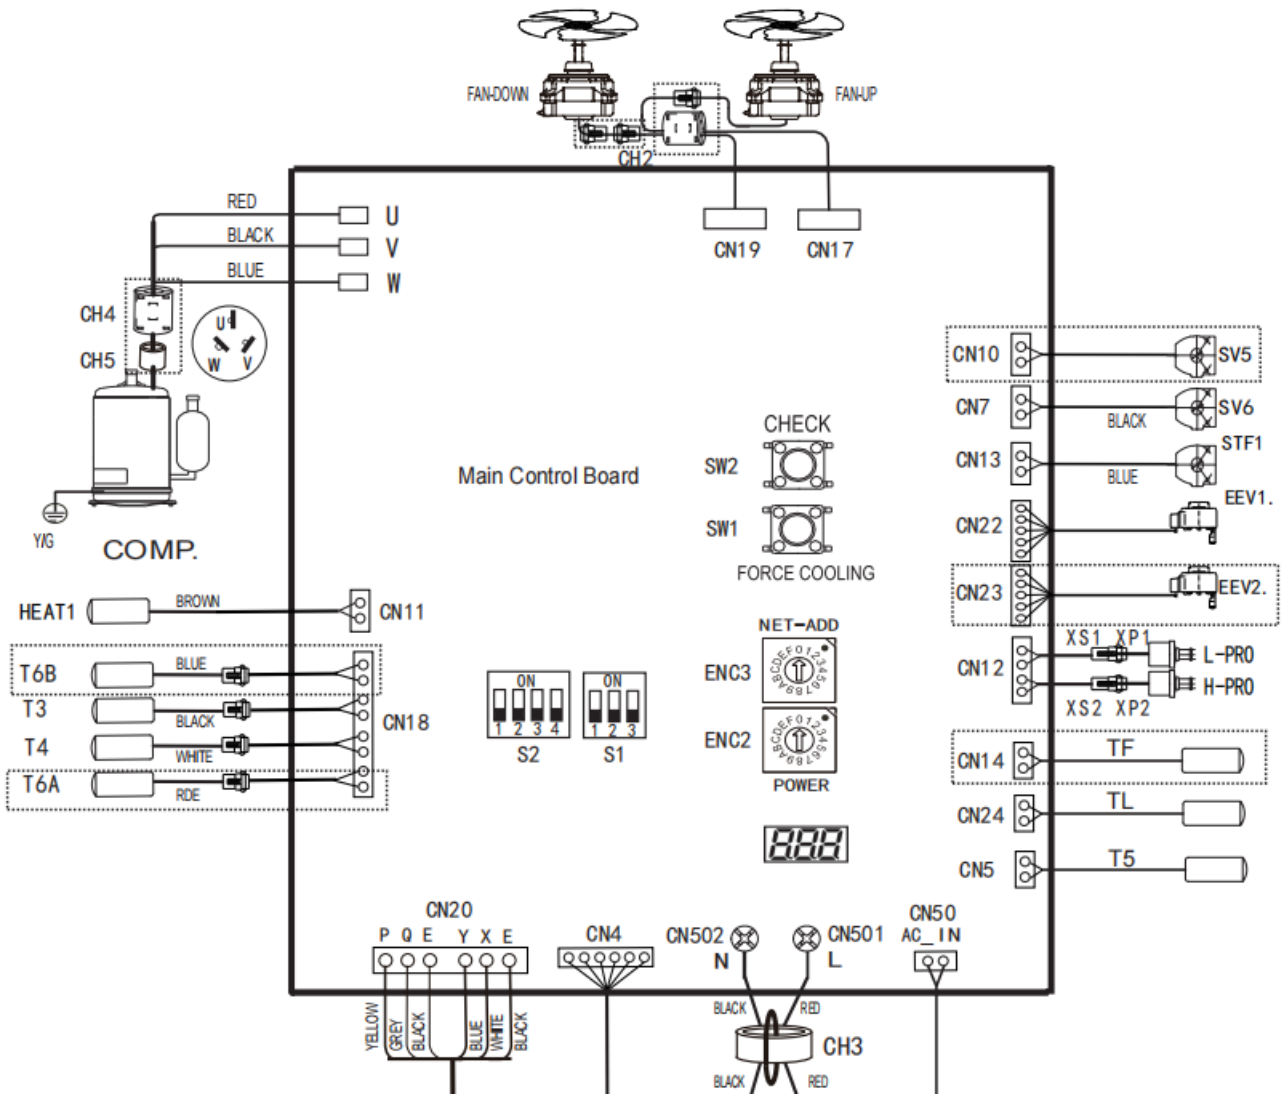 FAN-DOWN
FAN-UP
CH2
RED
U
BLACK
V
BLUE
W
CN19
CN17
CH4
CH5
U
W V
Y/G
COMP.
Main Control Board
CHECK
SW2
SW1
FORCE COOLING
CN10
SV5
CN7
BLACK
SV6
CN13
BLUE
STF1
CN22
EEV1.
CN23
EEV2.
HEAT1
BROWN
CN11
T6B
BLUE
T3
BLACK
CN18
T4
WHITE
T6A
RDE
ON
1 2 3 4
S2
ON
1 2 3
S1
NET-ADD
ENC3
0123456789ABCDEF
ENC2
0123456789ABCDEF
POWER
888
CN12
XS1 XP1
L-PRO
H-PRO
XS2 XP2
CN14
TF
CN24
TL
CN5
T5
CN20
P Q E Y X E
YELLOW
GREY
BLACK
BLUE
WHITE
BLACK
CN4
CN502
N
CN501
L
CN50
AC_IN
BLACK
RED
CH3
BLACK
RED